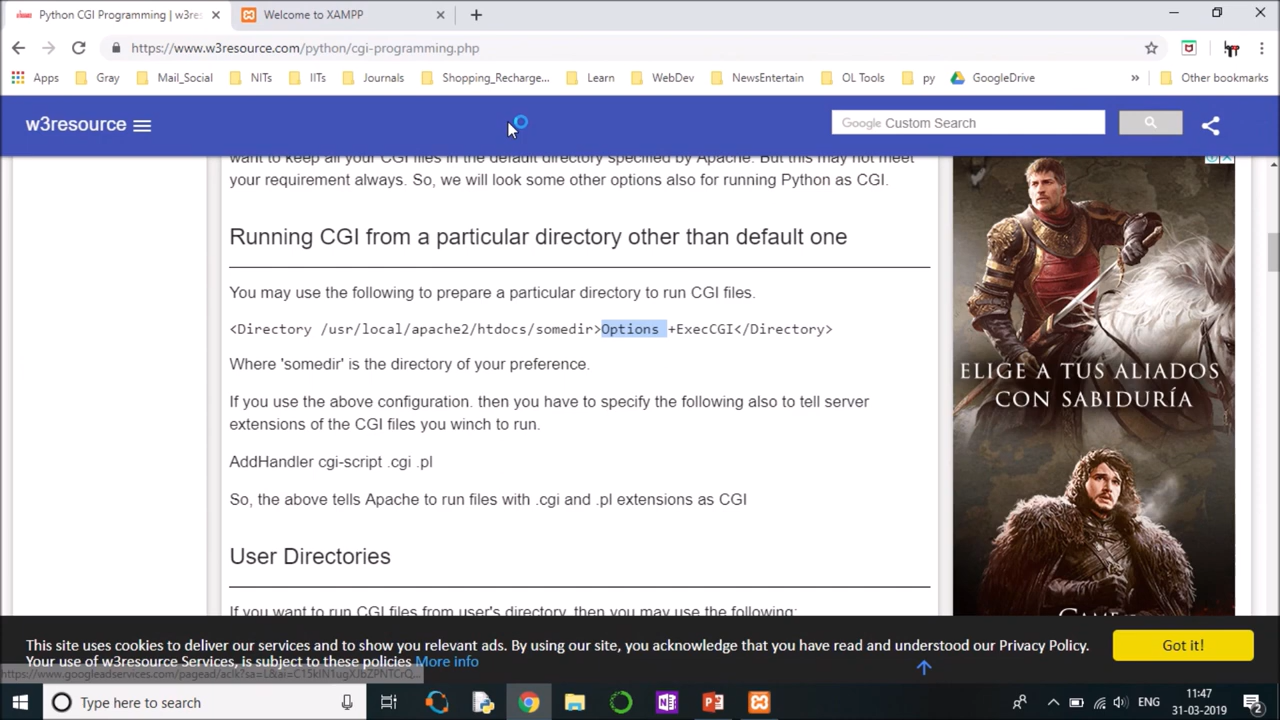 Python CGI Programming | w3res
Welcome to XAMPP
https://www.w3resource.com/python/cgi-programming.php
Apps
Gray
Mail_Social
NITs
IITs
Journals
Shopping_Recharge...
Learn
WebDev
NewsEntertain
OL Tools
py
GoogleDrive
Other bookmarks
w3resource
Google Custom Search
want to keep all your CGI files in the default directory specified by Apache. But this may not meet
your requirement always. So, we will look some other options also for running Python as CGI.
Running CGI from a particular directory other than default one
You may use the following to prepare a particular directory to run CGI files.
<Directory /usr/local/apache2/htdocs/somedir>Options +ExecCGI</Directory>
Where 'somedir' is the directory of your preference.
If you use the above configuration. then you have to specify the following also to tell server
extensions of the CGI files you winch to run.
AddHandler cgi-script .cgi .pl
So, the above tells Apache to run files with .cgi and .pl extensions as CGI
User Directories
If you want to run CGI files from user's directory, then you may use the following:
ELIGE A TUS ALIADOS
CON SABIDURÍA
This site uses cookies to deliver our services and to show you relevant ads. By using our site, you acknowledge that you have read and understood our Privacy Policy.
Your use of w3resource Services, is subject to these policies More info
Got it!
Type here to search
ENG
11:47
31-03-2019
2